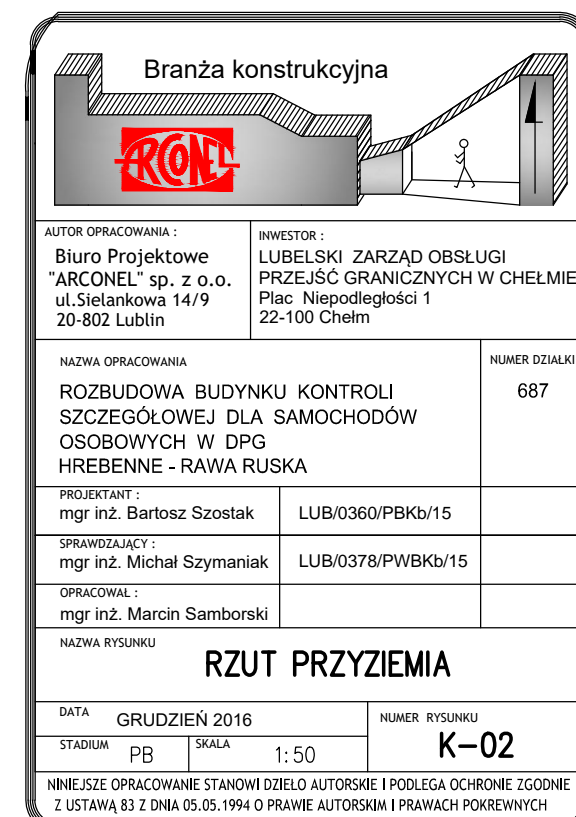 Branża konstrukcyjna
ARCONEL
AUTOR OPRACOWANIA :
Biuro Projektowe
"ARCONEL" sp. z o.o.
ul.Sielankowa 14/9
20-802 Lublin
INWESTOR :
LUBELSKI ZARZĄD OBSŁUGI
PRZEJŚĆ GRANICZNYCH W CHEŁMIE
Plac Niepodległości 1
22-100 Chełm
NAZWA OPRACOWANIA
ROZBUDOWA BUDYNKU KONTROLI
SZCZEGÓŁOWEJ DLA SAMOCHODÓW
OSOBOWYCH W DPG
HREBENNE - RAWA RUSKA
NUMER DZIAŁKI
687
PROJEKTANT :
mgr inż. Bartosz Szostak
LUB/0360/PBKb/15
SPRAWDZAJĄCY :
mgr inż. Michał Szymaniak
LUB/0378/PWBKb/15
OPRACOWAŁ :
mgr inż. Marcin Samborski
NAZWA RYSUNKU
RZUT PRZYZIEMIA
DATA
GRUDZIEŃ 2016
STADIUM
PB
SKALA
1:50
NUMER RYSUNKU
K-02
NINIEJSZE OPRACOWANIE STANOWI DZIEŁO AUTORSKIE I PODLEGA OCHRONIE ZGODNIE
Z USTAWĄ 83 Z DNIA 05.05.1994 O PRAWIE AUTORSKIM I PRAWACH POKREWNYCH